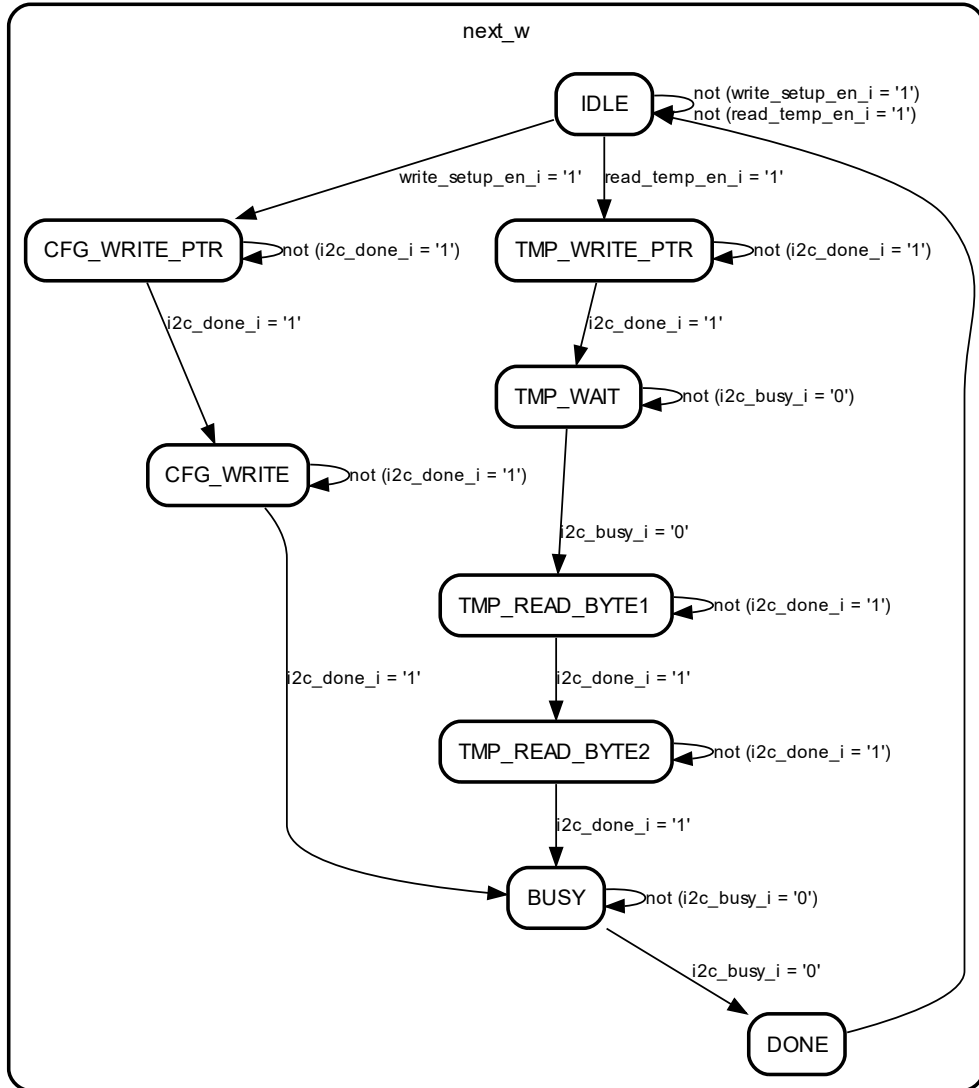 next_w
IDLE
not (write_setup_en_i = '1')
not (read_temp_en_i = '1')
write_setup_en_i = '1'
read_temp_en_i = '1'
CFG_WRITE_PTR
not (i2c_done_i = '1')
TMP_WRITE_PTR
not (i2c_done_i = '1')
i2c_done_i = '1'
i2c_done_i = '1'
TMP_WAIT
not (i2c_busy_i = '0')
CFG_WRITE
not (i2c_done_i = '1')
i2c_busy_i = '0'
TMP_READ_BYTE1
not (i2c_done_i = '1')
i2c_done_i = '1'
i2c_done_i = '1'
TMP_READ_BYTE2
not (i2c_done_i = '1')
i2c_done_i = '1'
BUSY
not (i2c_busy_i = '0')
i2c_busy_i = '0'
DONE